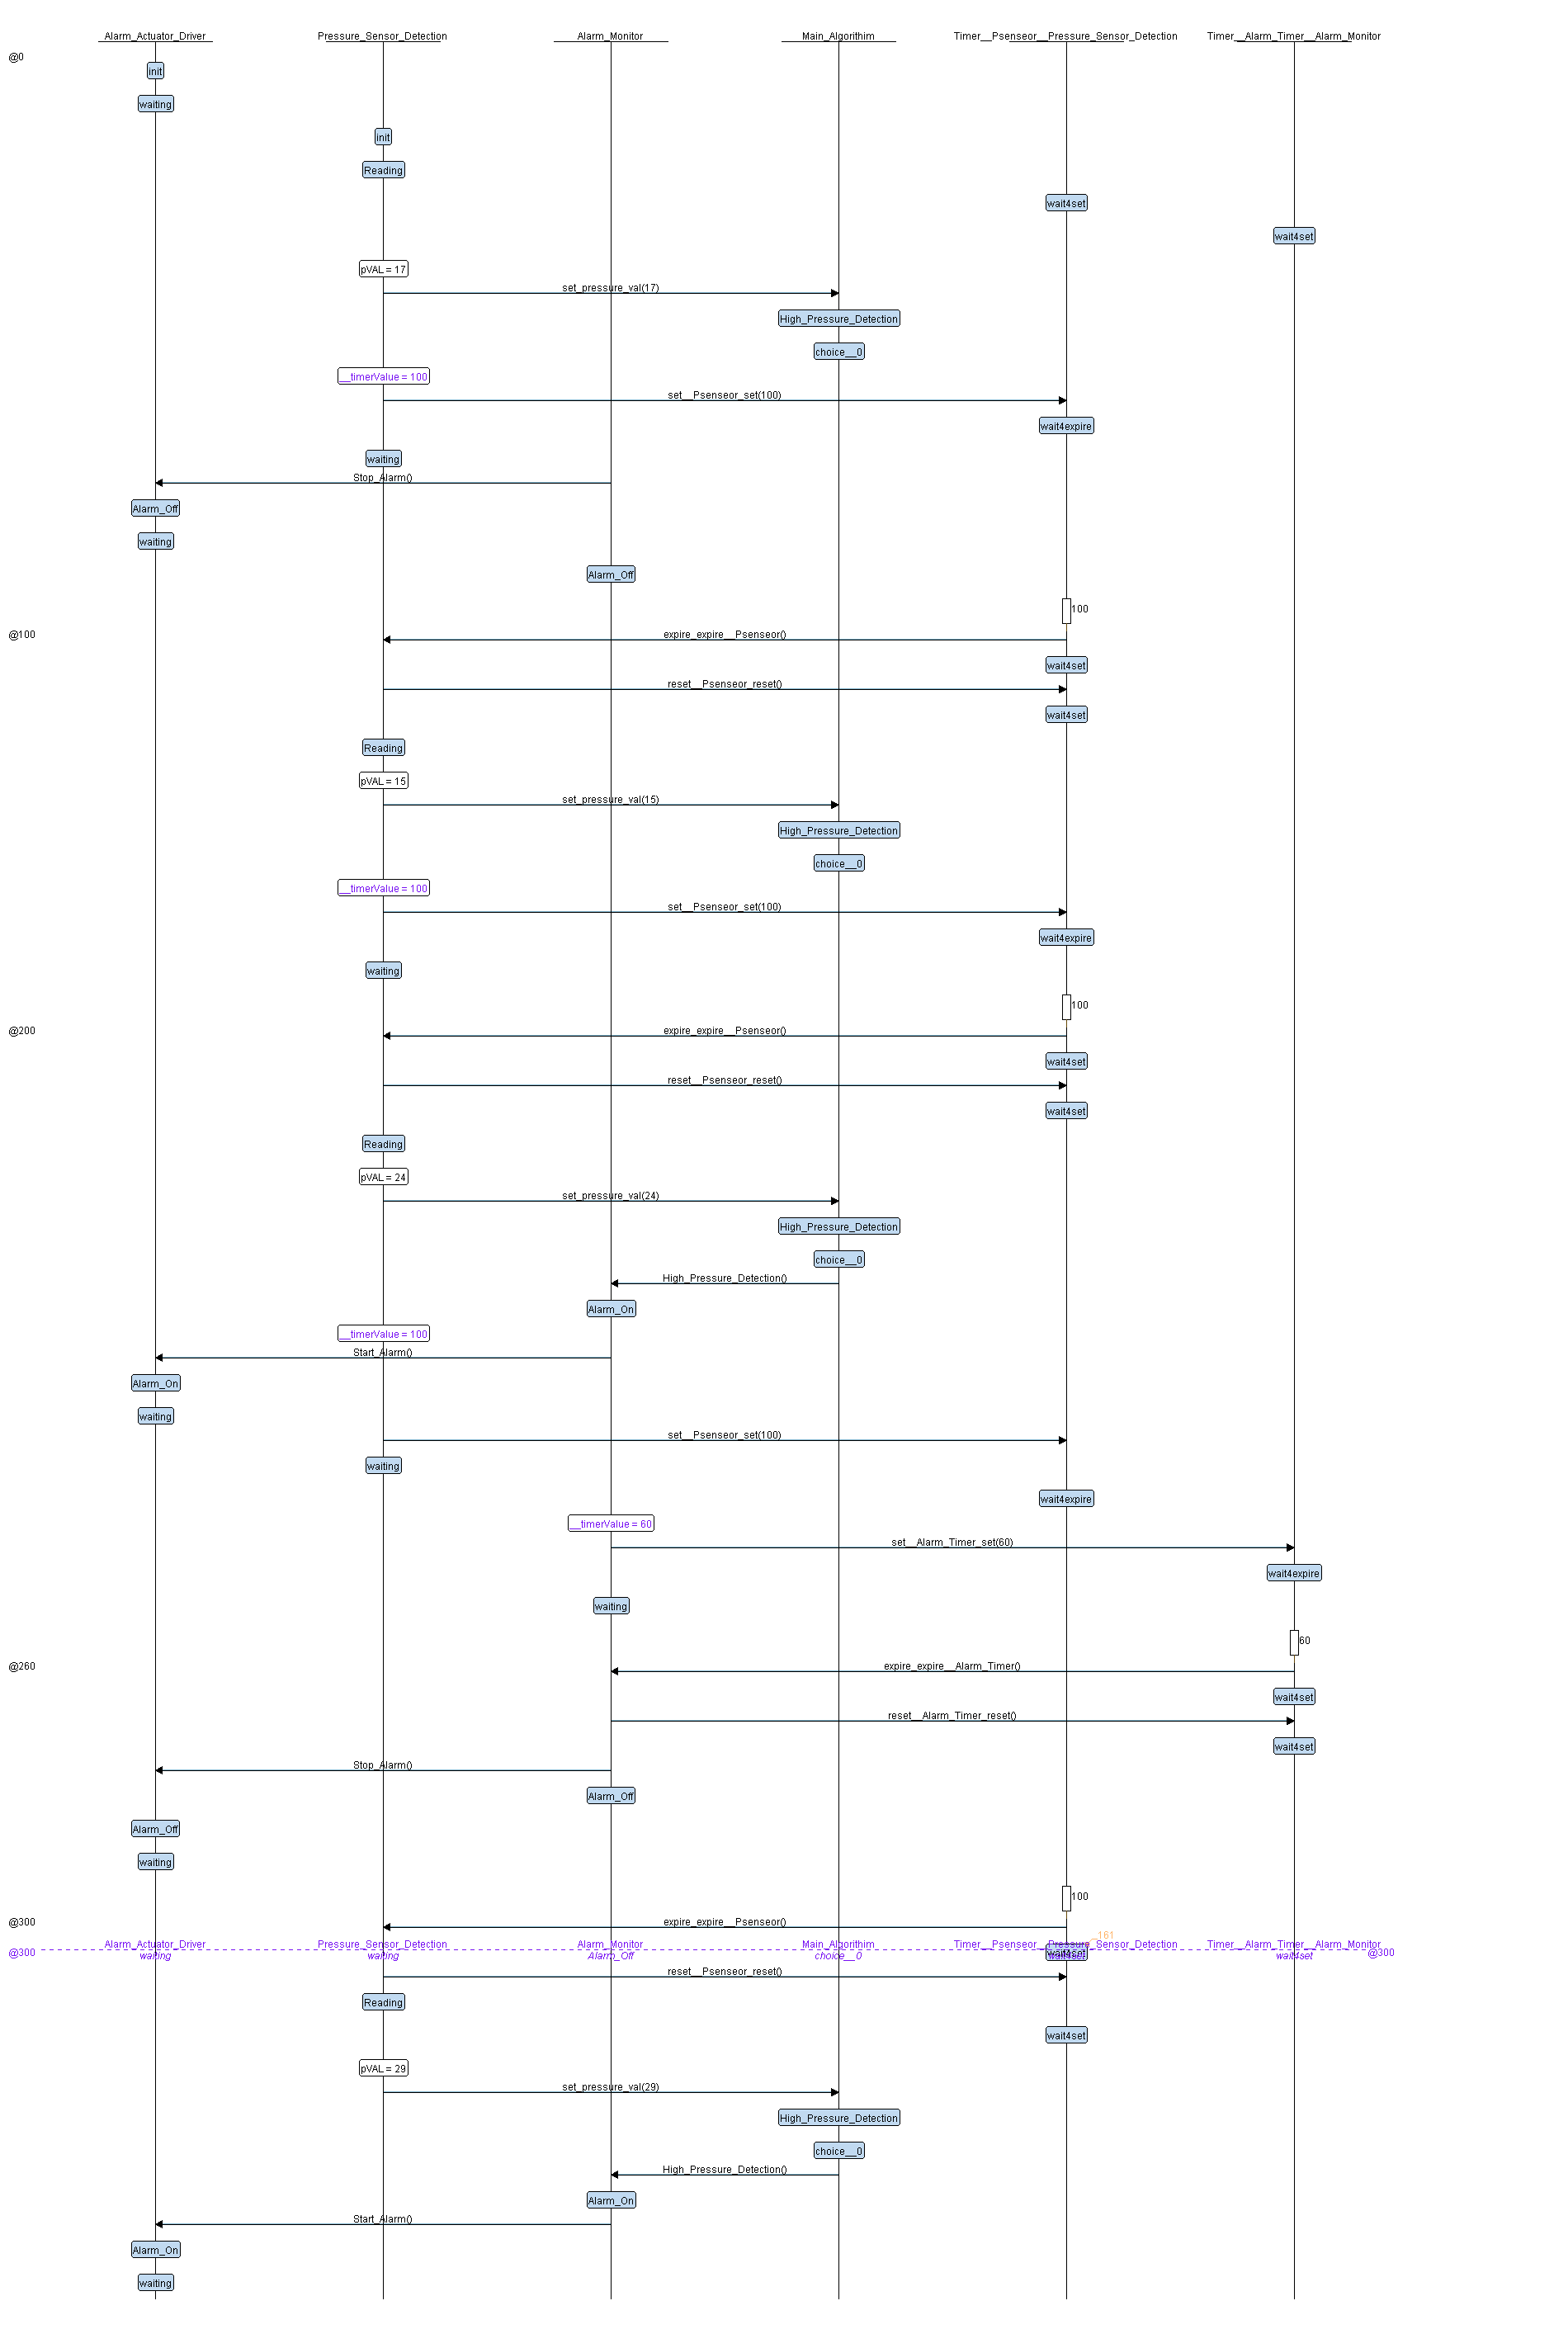 Alarm_Actuator_Driver Pressure_Sensor_Detection Alarm_Monitor Main_Algorithim Timer__Psenseor__Pressure_Sensor_Detection Timer__Alarm_Timer__Alarm_Monitor
@0
init
waiting
init
Reading
wait4set
wait4set
pVAL = 17
set_pressure_val(17)
High_Pressure_Detection
choice__0
__timerValue = 100
set__Psenseor_set(100)
wait4expire
waiting
Stop_Alarm()
Alarm_Off
waiting
Alarm_Off
100
@100
expire_expire__Psenseor()
wait4set
reset__Psenseor_reset()
wait4set
Reading
pVAL = 15
set_pressure_val(15)
High_Pressure_Detection
choice__0
__timerValue = 100
set__Psenseor_set(100)
wait4expire
waiting
100
@200
expire_expire__Psenseor()
wait4set
reset__Psenseor_reset()
wait4set
Reading
pVAL = 24
set_pressure_val(24)
High_Pressure_Detection
choice__0
High_Pressure_Detection()
Alarm_On
__timerValue = 100
Start_Alarm()
Alarm_On
waiting
set__Psenseor_set(100)
waiting
wait4expire
__timerValue = 60
set__Alarm_Timer_set(60)
wait4expire
waiting
60
@260
expire_expire__Alarm_Timer()
wait4set
reset__Alarm_Timer_reset()
wait4set
Stop_Alarm()
Alarm_Off
Alarm_Off
waiting
100
@300
expire_expire__Psenseor()
_161
Alarm_Actuator_Driver Pressure_Sensor_Detection Alarm_Monitor Main_Algorithim Timer__Psenseor__Pressure_Sensor_Detection Timer__Alarm_Timer__Alarm_Monitor
@300 @300
waiting waiting Alarm_Off choice__0 wait4set wait4set
reset__Psenseor_reset()
Reading
wait4set
pVAL = 29
set_pressure_val(29)
High_Pressure_Detection
choice__0
High_Pressure_Detection()
Alarm_On
Start_Alarm()
Alarm_On
waiting